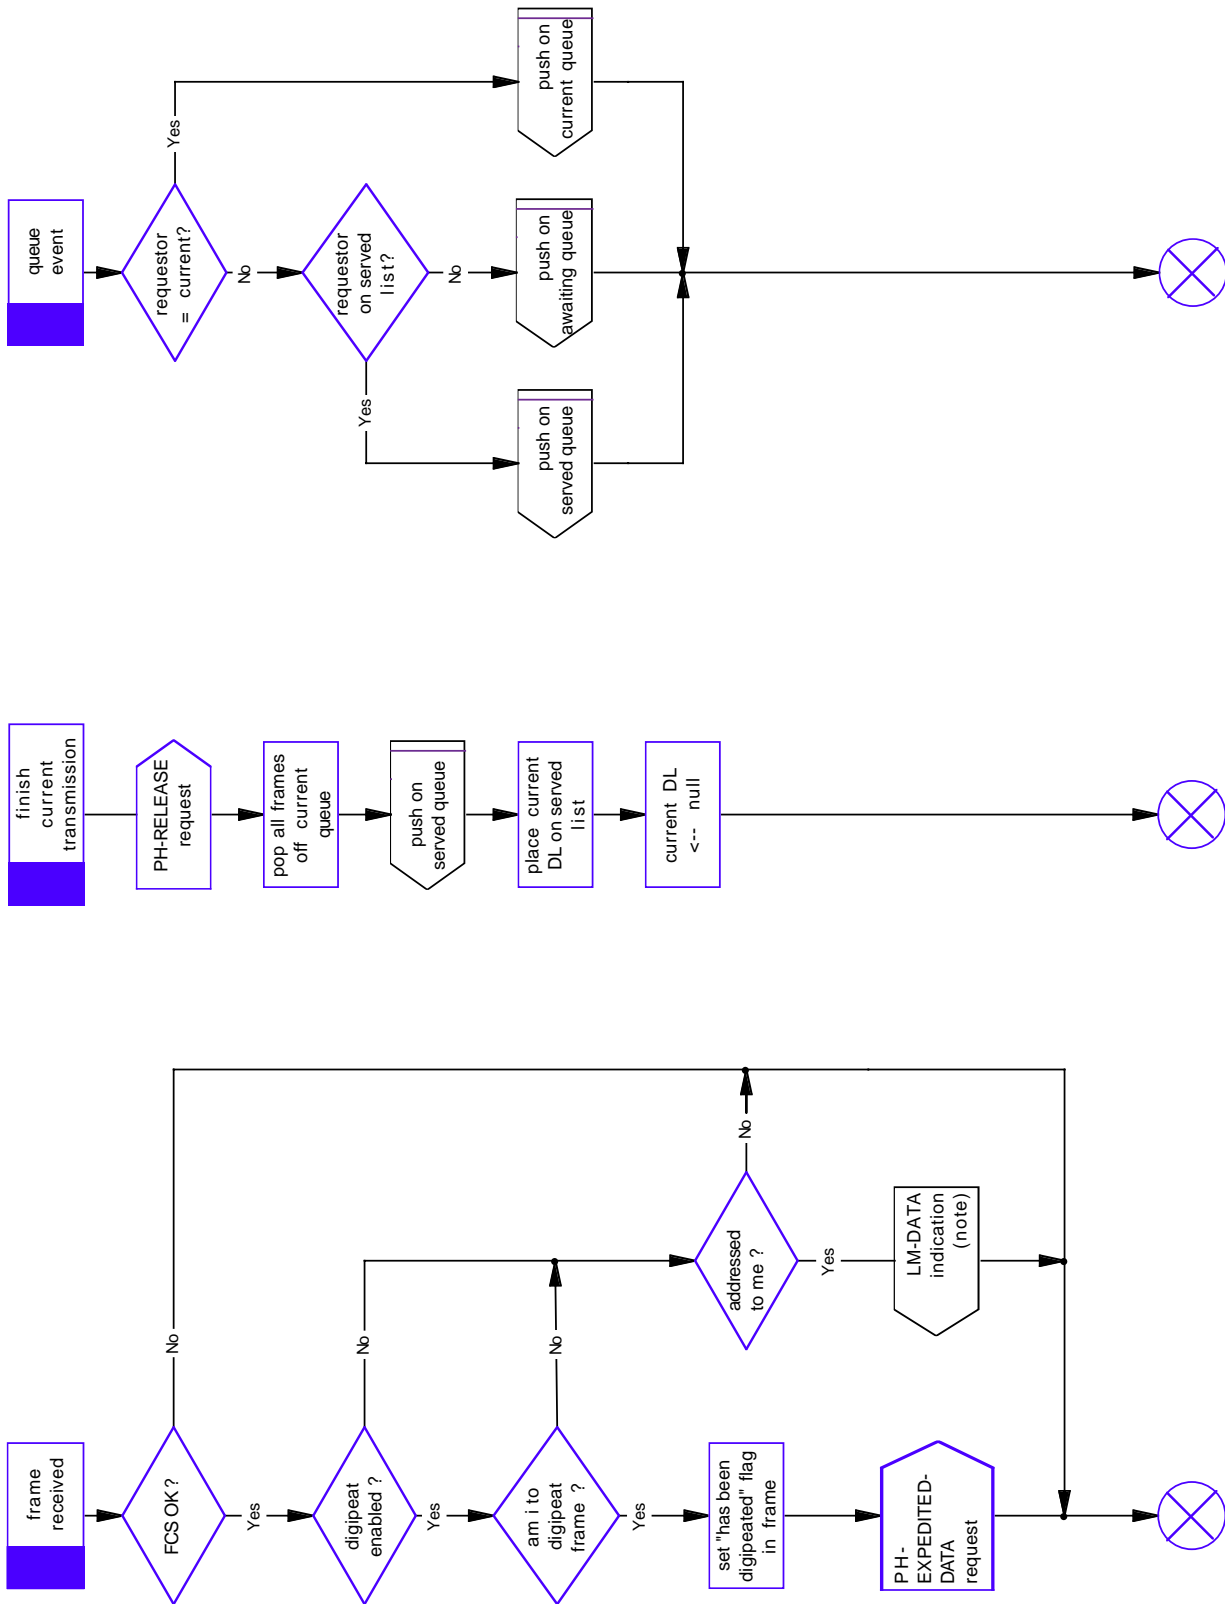 frame
received
FCS OK ?
No
Yes
digipeat
enabled ?
No
Yes
am i to
digipeat
frame ?
No
Yes
set "has been
digipeated" flag
in frame
PH-
EXPEDITED-
DATA
request
addressed
to me ?
No
Yes
LM-DATA
indication
(note)
finish
current
transmission
PH-RELEASE
request
pop all frames
off current
queue
push on
served queue
place current
DL on served
list
current DL
<-- null
queue
event
requestor
= current?
Yes
No
requestor
on served
list?
Yes
No
push on
served queue
push on
awaiting queue
push on
current queue